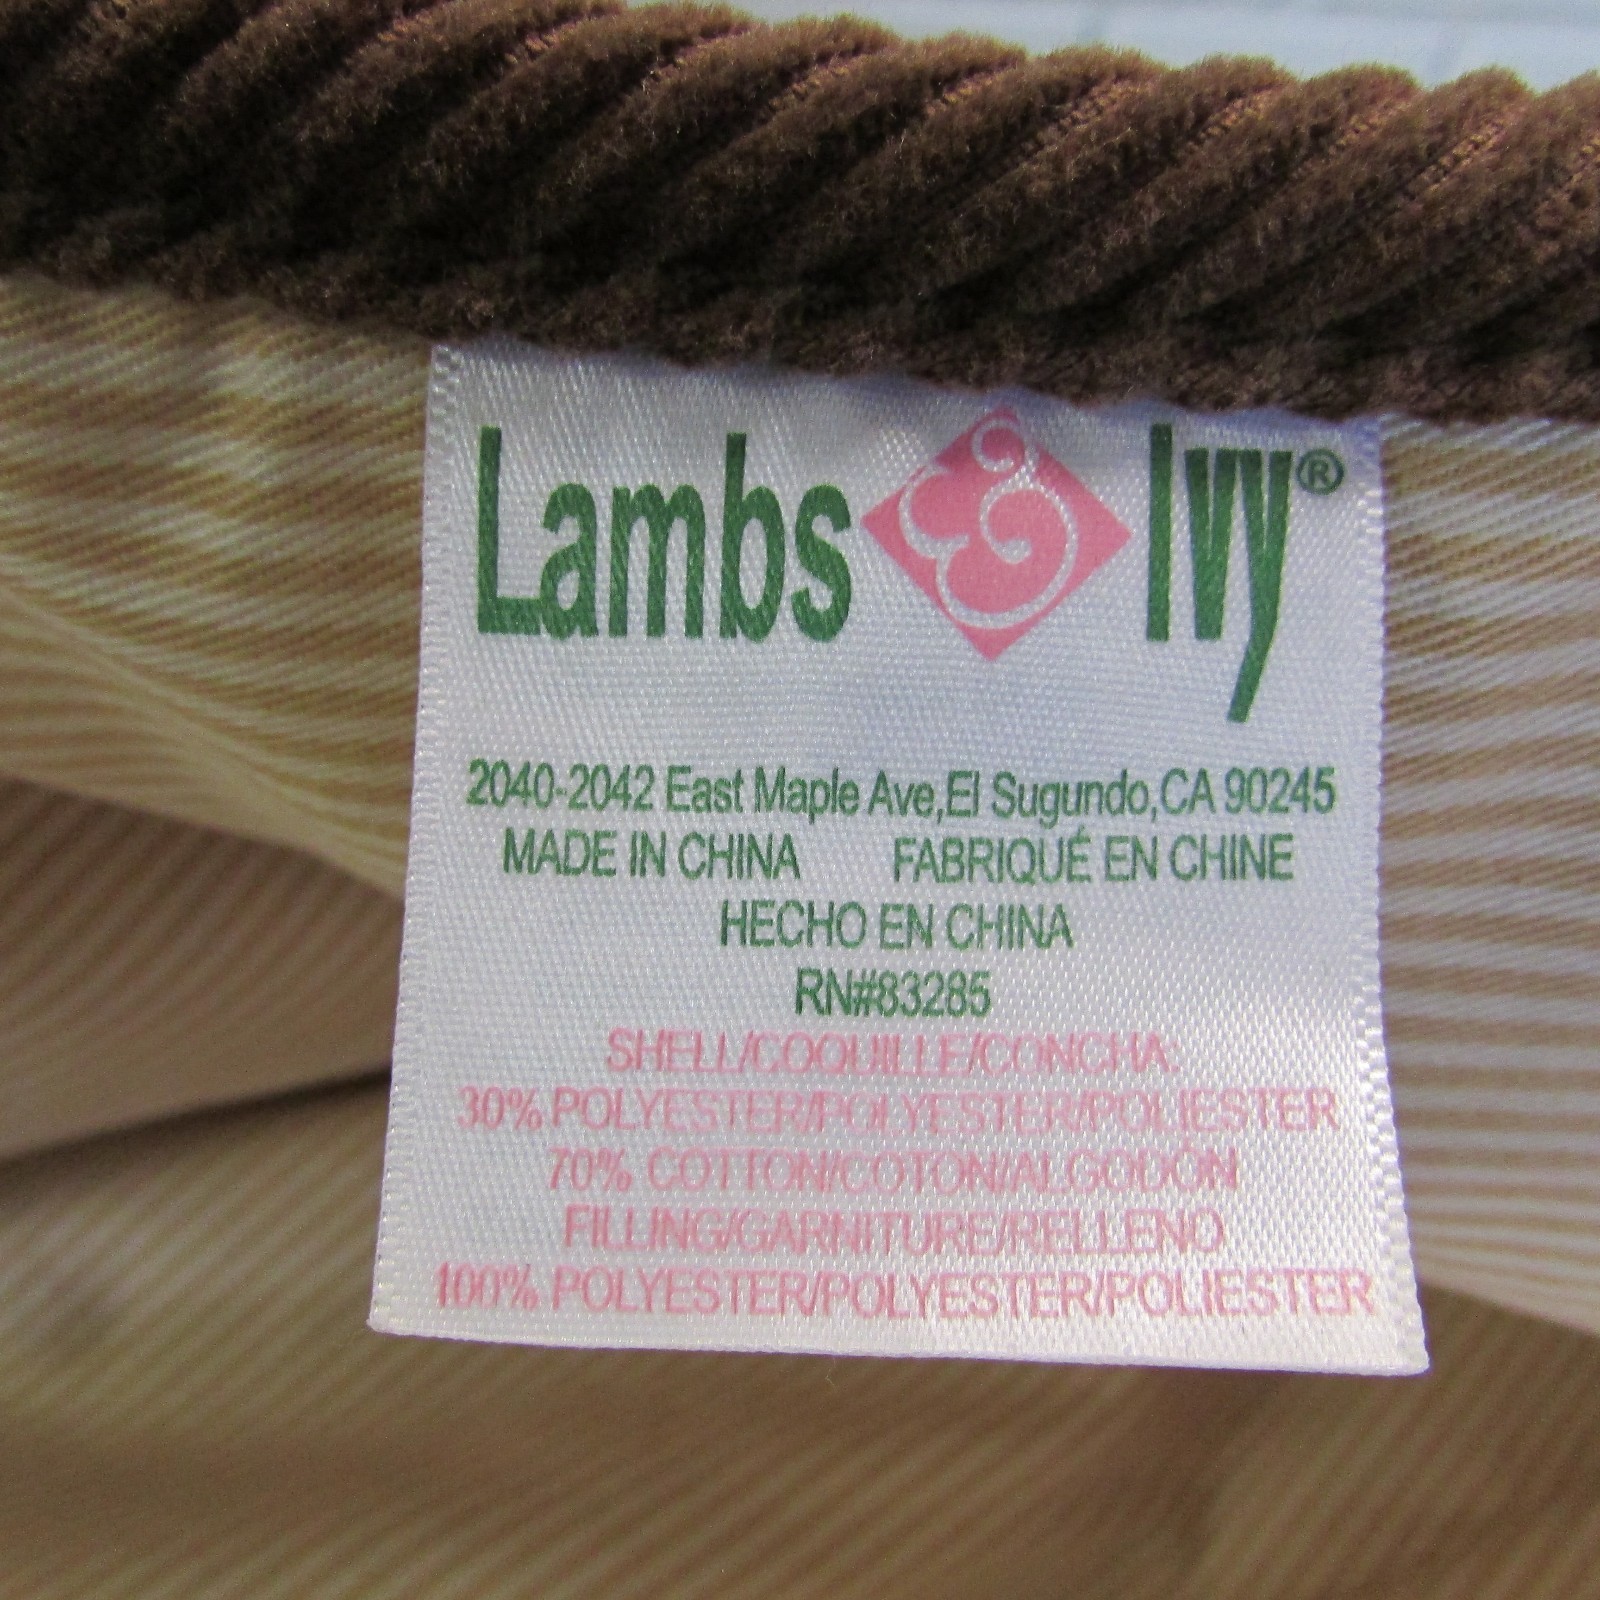 Lambs Ivy®
2040-2042 East Maple Ave,El Sugundo,CA 90245
MADE IN CHINA FABRIQUÉ EN CHINE
HECHO EN CHINA
RN#83285
SHELL/COQUILLE/CONCHA:
30% POLYESTER/POLYESTER/POLIESTER
70% COTTON/COTON/ALGODÓN
FILLING/GARNITURE/RELLENO
100% POLYESTER/POLYESTER/POLIESTER